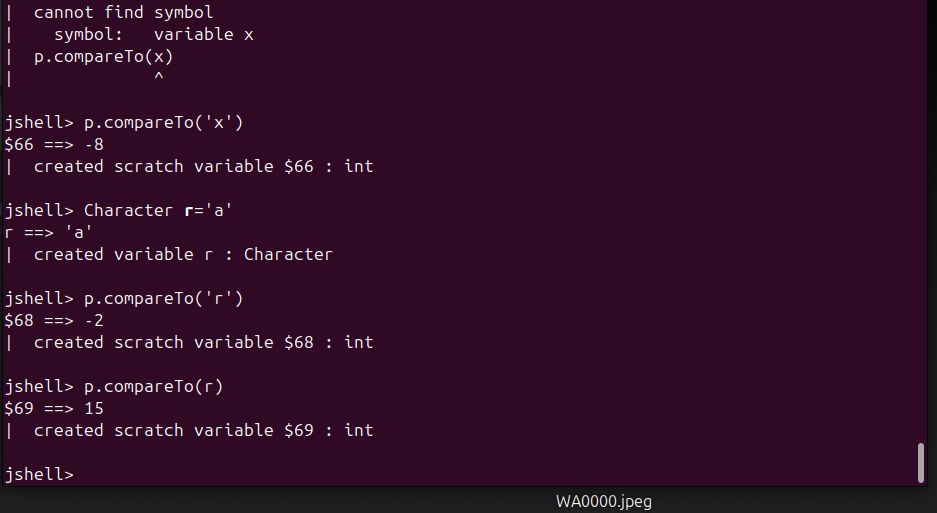 |  cannot find symbol
|    symbol:   variable x
|  p.compareTo(x)
|              ^
jshell> p.compareTo('x')
$66 ==> -8
|  created scratch variable $66 : int
jshell> Character r='a'
r ==> 'a'
|  created variable r : Character
jshell> p.compareTo('r')
$68 ==> -2
|  created scratch variable $68 : int
jshell> p.compareTo(r)
$69 ==> 15
|  created scratch variable $69 : int
jshell>
WA0000.jpeg